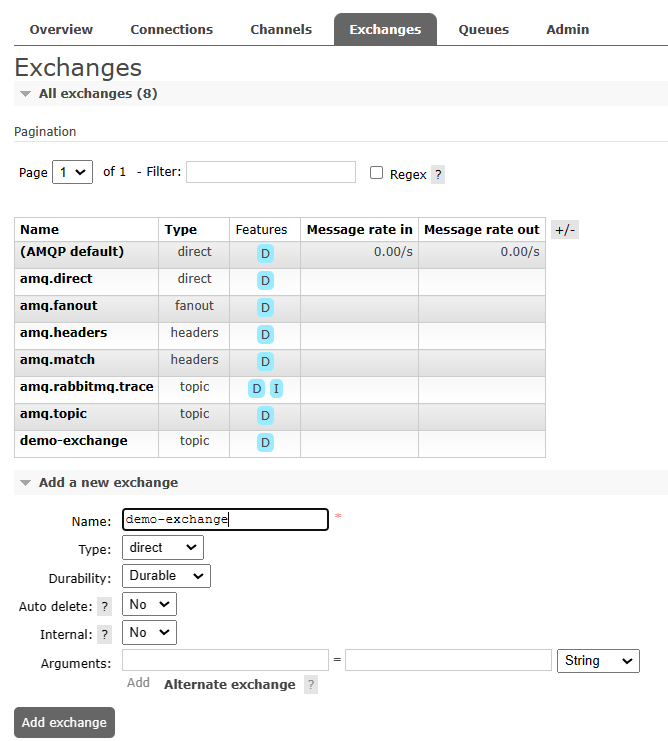 Overview Connections Channels Exchanges Queues Admin
Exchanges
All exchanges (8)
Pagination
Page 1 of 1 - Filter: Regex ?
Name Type Features Message rate in Message rate out +/-
(AMQP default) direct D 0.00/s 0.00/s
amq.direct direct D
amq.fanout fanout D
amq.headers headers D
amq.match headers D
amq.rabbitmq.trace topic D I
amq.topic topic D
demo-exchange topic D
Add a new exchange
Name: demo-exchange *
Type: direct
Durability: Durable
Auto delete: ? No
Internal: ? No
Arguments: = String
Add Alternate exchange ?
Add exchange